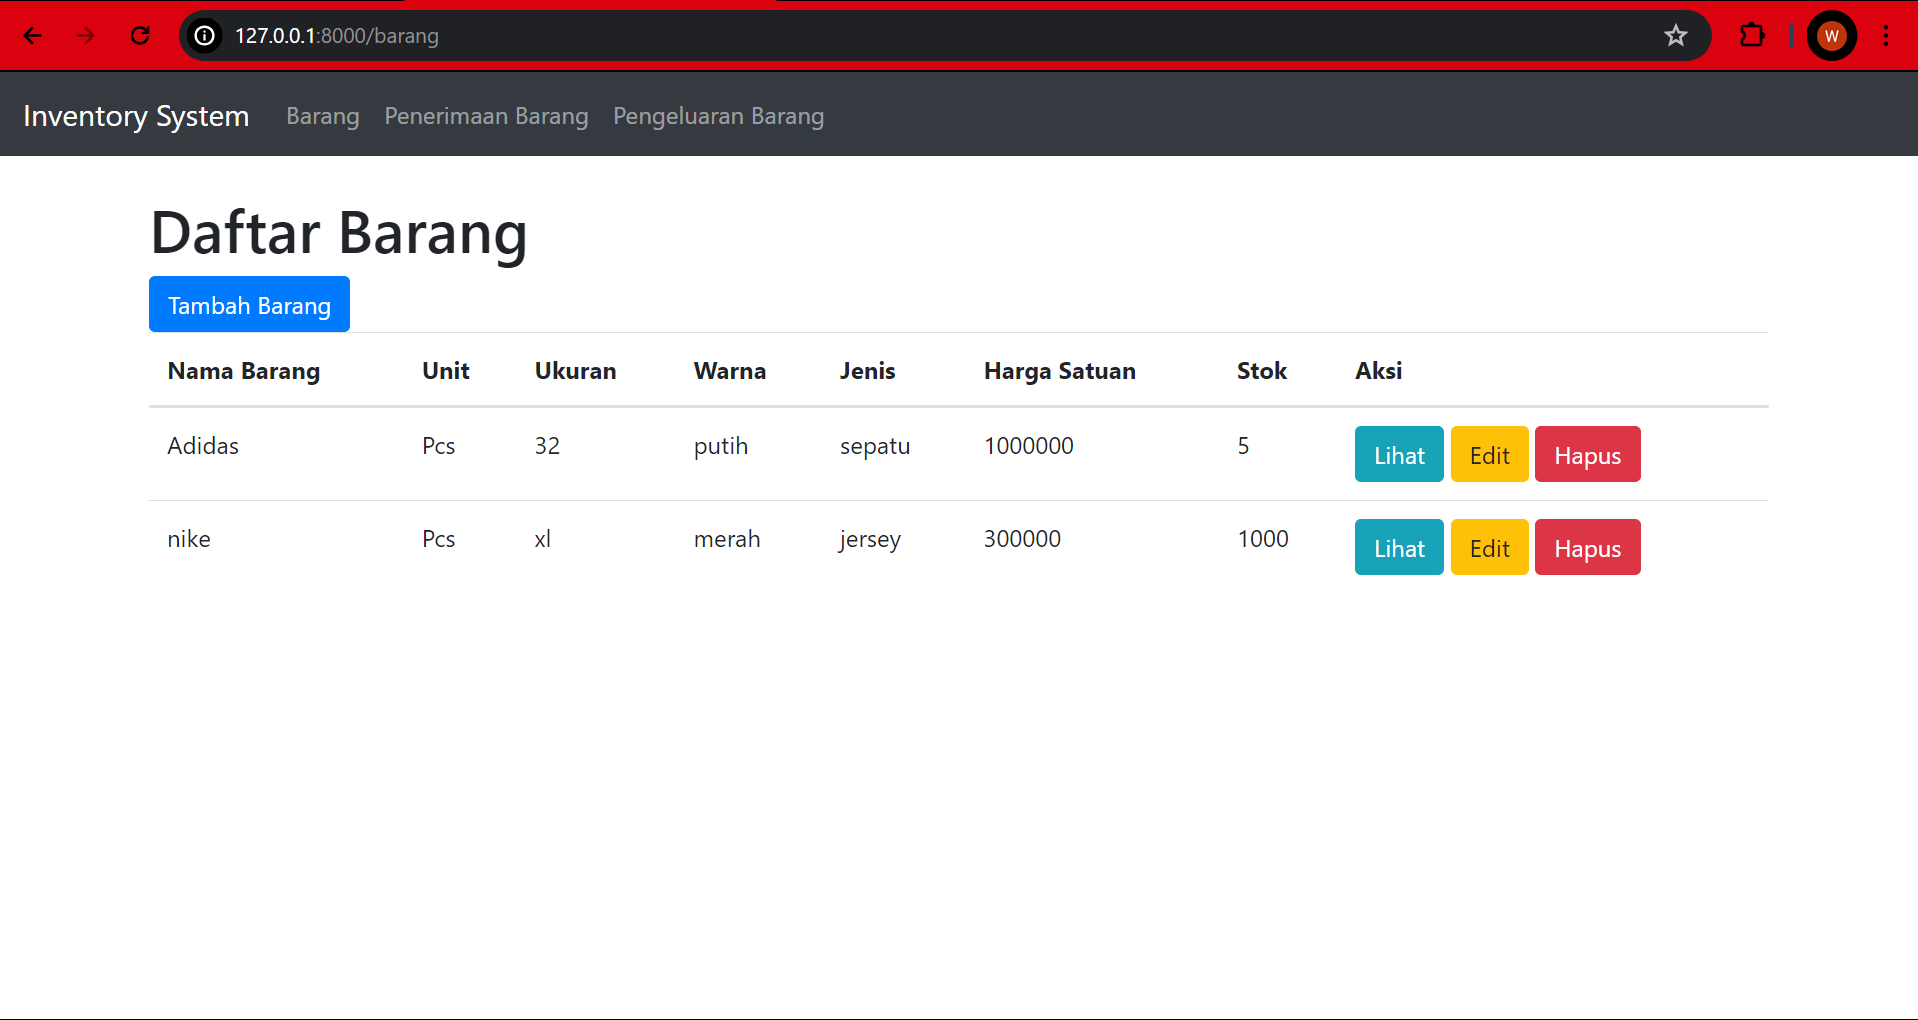 127.0.0.1:8000/barang
W
Inventory System Barang Penerimaan Barang Pengeluaran Barang
Daftar Barang
Tambah Barang
Nama Barang Unit Ukuran Warna Jenis Harga Satuan Stok Aksi
Adidas Pcs 32 putih sepatu 1000000 5 Lihat Edit Hapus
nike Pcs xl merah jersey 300000 1000 Lihat Edit Hapus